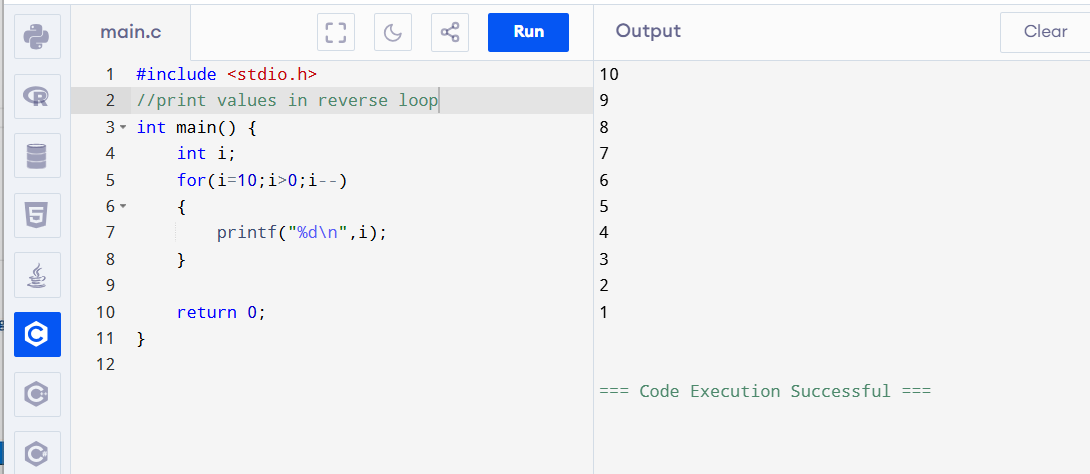 main.c
Run
Output
Clear
1 #include <stdio.h>
2 //print values in reverse loop
3 int main() {
4 int i;
5 for(i=10;i>0;i--)
6 {
7 printf("%d\n",i);
8 }
9
10 return 0;
11 }
12
10
9
8
7
6
5
4
3
2
1
=== Code Execution Successful ===